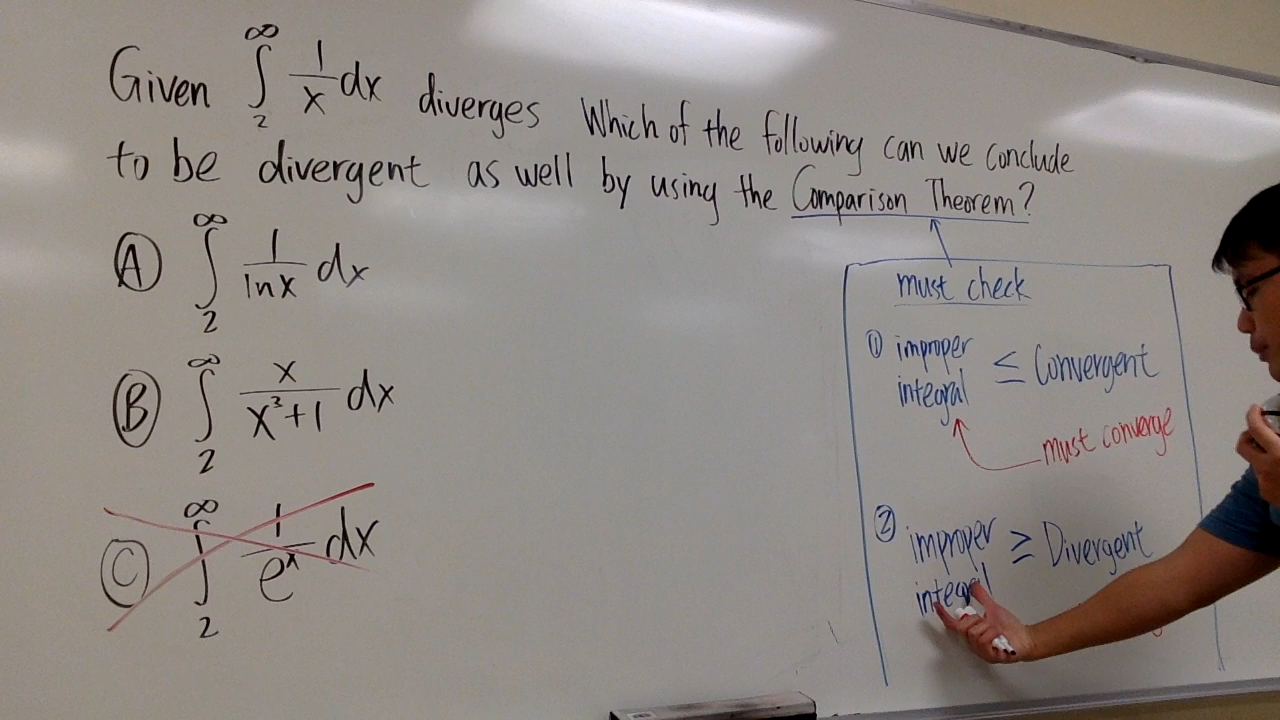 Given ∫₂^∞ 1/x dx diverges Which of the following can we conclude
to be divergent as well by using the Comparison Theorem?
Ⓐ ∫₂^∞ 1/lnx dx
Ⓑ ∫₂^∞ x/(x³+1) dx
Ⓒ ∫₂^∞ 1/eˣ dx
must check
① improper integral ≤ Convergent
must converge
② improper integral ≥ Divergent